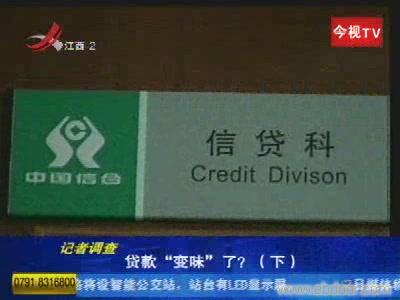 江西·2
今视TV
信贷科
中国信合
Credit Divison
记者调查
贷款“变味”了?(下)
0791 8316800
将设智能公交站,站台有LED显示屏